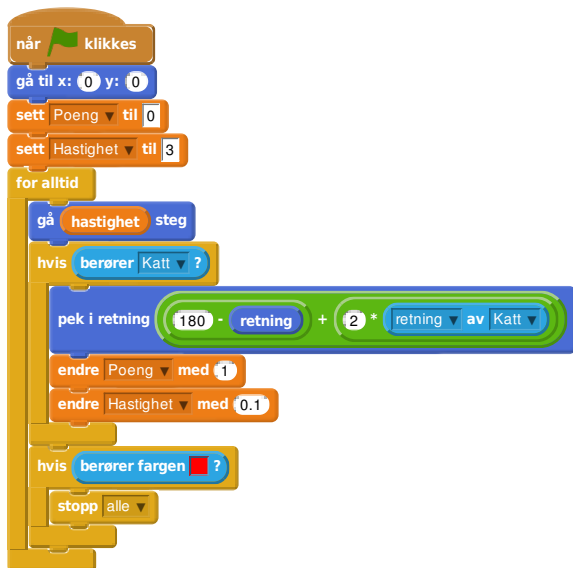 når klikkes
gå til x: 0 y: 0
sett Poeng ▼ til 0
sett Hastighet ▼ til 3
for alltid
gå hastighet steg
hvis berører Katt ▼ ?
pek i retning 180 - retning + 2 * retning ▼ av Katt ▼
endre Poeng ▼ med 1
endre Hastighet ▼ med 0.1
hvis berører fargen ?
stopp alle ▼